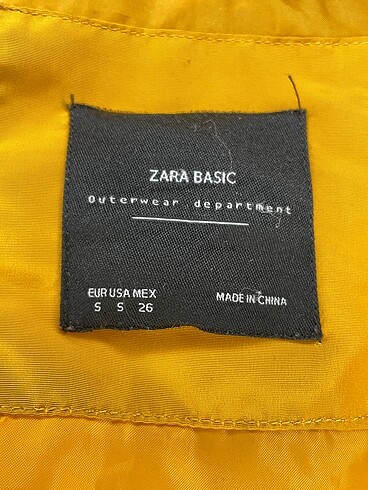 ZARA BASIC
Outerwear department
EUR USA MEX
S S 26
MADE IN CHINA